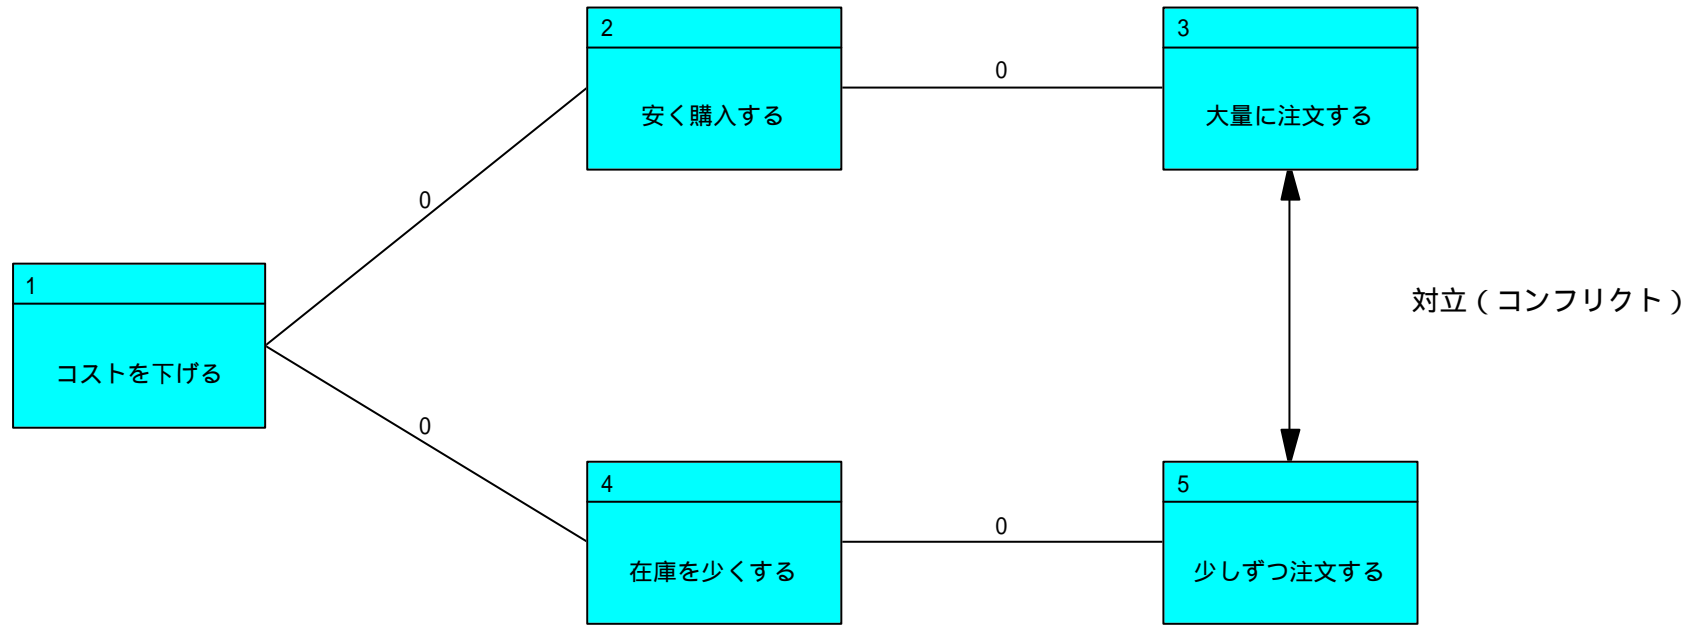 2
安く購入する
0
3
大量に注文する
0
1
コストを下げる
対立（コンフリクト）
0
4
在庫を少くする
0
5
少しずつ注文する